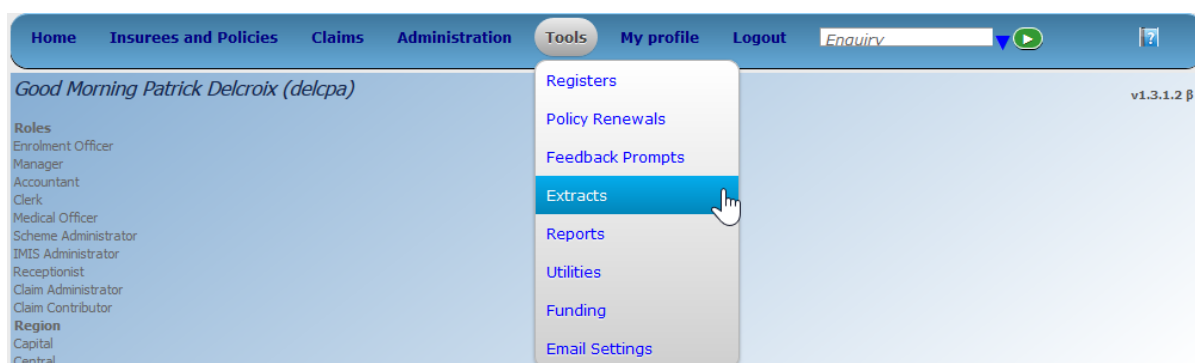 Home Insurees and Policies Claims Administration Tools My profile Logout Enquiry ?
Registers
Policy Renewals
Feedback Prompts
Extracts
Reports
Utilities
Funding
Email Settings
Good Morning Patrick Delcroix (delcpa)
v1.3.1.2 β
Roles
Enrolment Officer
Manager
Accountant
Clerk
Medical Officer
Scheme Administrator
IMIS Administrator
Receptionist
Claim Administrator
Claim Contributor
Region
Capital
Central